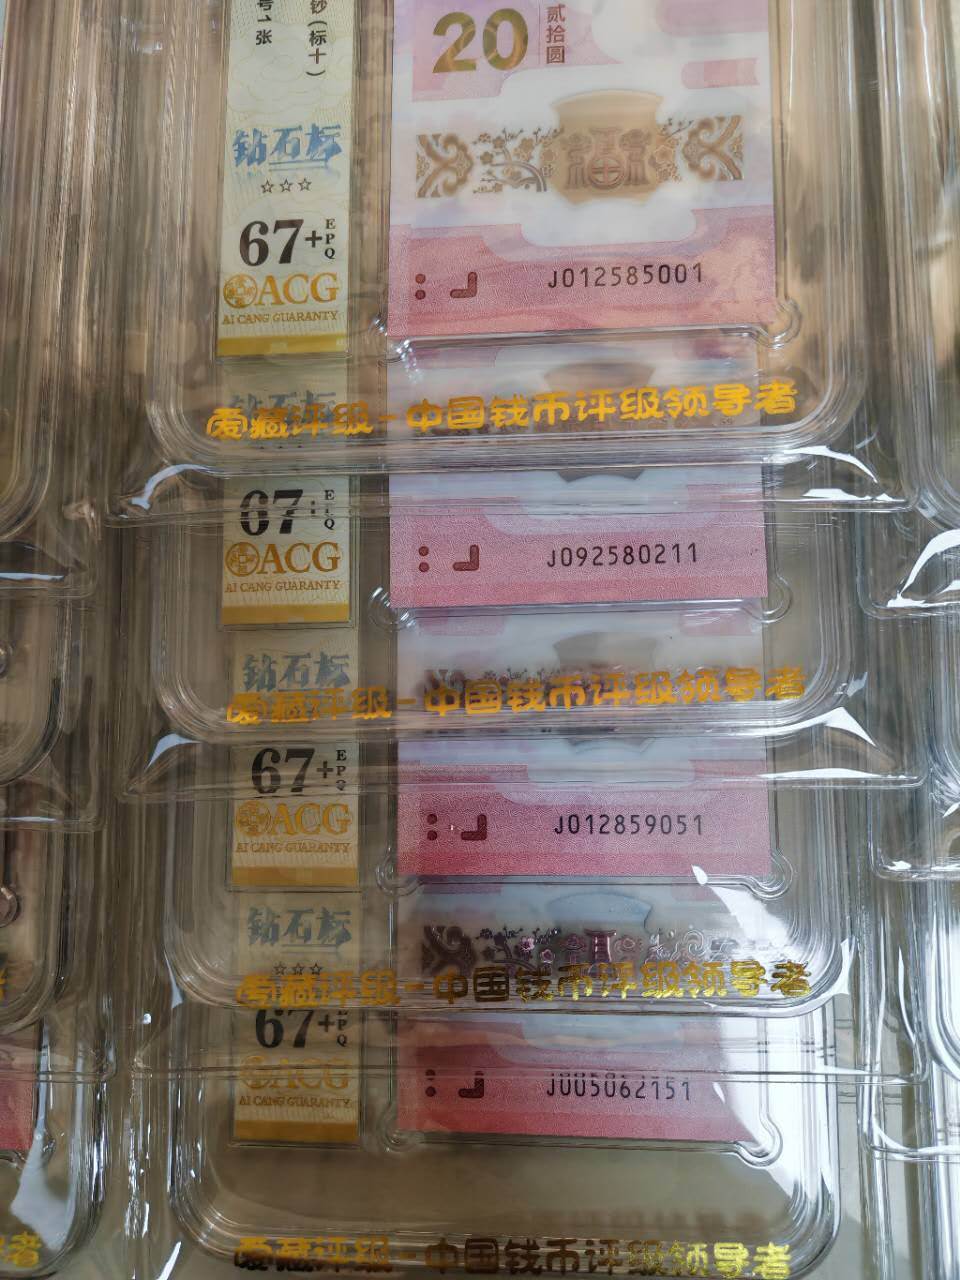 号1张
钞(标十)
钻石标
☆☆☆
67+EPQ
ACG
AI CANG GUARANTY
20
贰拾圆
福
J012585001
爱藏评级-中国钱币评级领导者
67
ACG
AI CANG GUARANTY
J092580211
钻石标
爱藏评级-中国钱币评级领导者
67+EPQ
ACG
AI CANG GUARANTY
J012859051
钻石标
☆☆☆
爱藏评级-中国钱币评级领导者
67+
ACG
AI CANG GUARANTY
J005062151
爱藏评级-中国钱币评级领导者